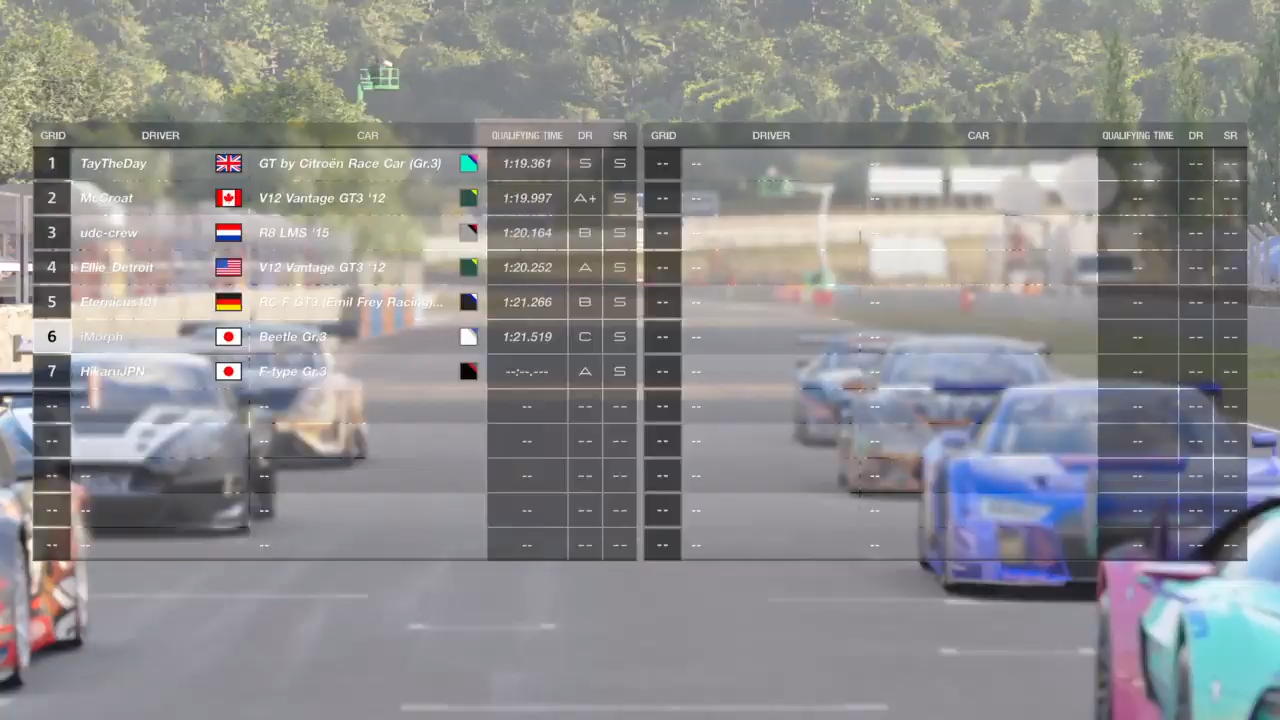 GRID DRIVER CAR QUALIFYING TIME DR SR GRID DRIVER CAR QUALIFYING TIME DR SR
1 TayTheDay GT by Citroën Race Car (Gr.3) 1:19.361 S S -- -- -- -- -- --
2 McCroat V12 Vantage GT3 '12 1:19.997 A+ S -- -- -- -- -- --
3 udc-crew R8 LMS '15 1:20.164 B S -- -- -- -- -- --
4 Ellie_Detroit V12 Vantage GT3 '12 1:20.252 A S -- -- -- -- -- --
5 Eternicus101 RC F GT3 (Emil Frey Racing)... 1:21.266 B S -- -- -- -- -- --
6 iMorph Beetle Gr.3 1:21.519 C S -- -- -- -- -- --
7 HikaruJPN F-type Gr.3 --:--.--- A S -- -- -- -- -- --
-- -- -- -- -- -- -- -- -- -- -- --
-- -- -- -- -- -- -- -- -- -- -- --
-- -- -- -- -- -- -- -- -- -- -- --
-- -- -- -- -- -- -- -- -- -- -- --
-- -- -- -- -- -- -- -- -- -- -- --